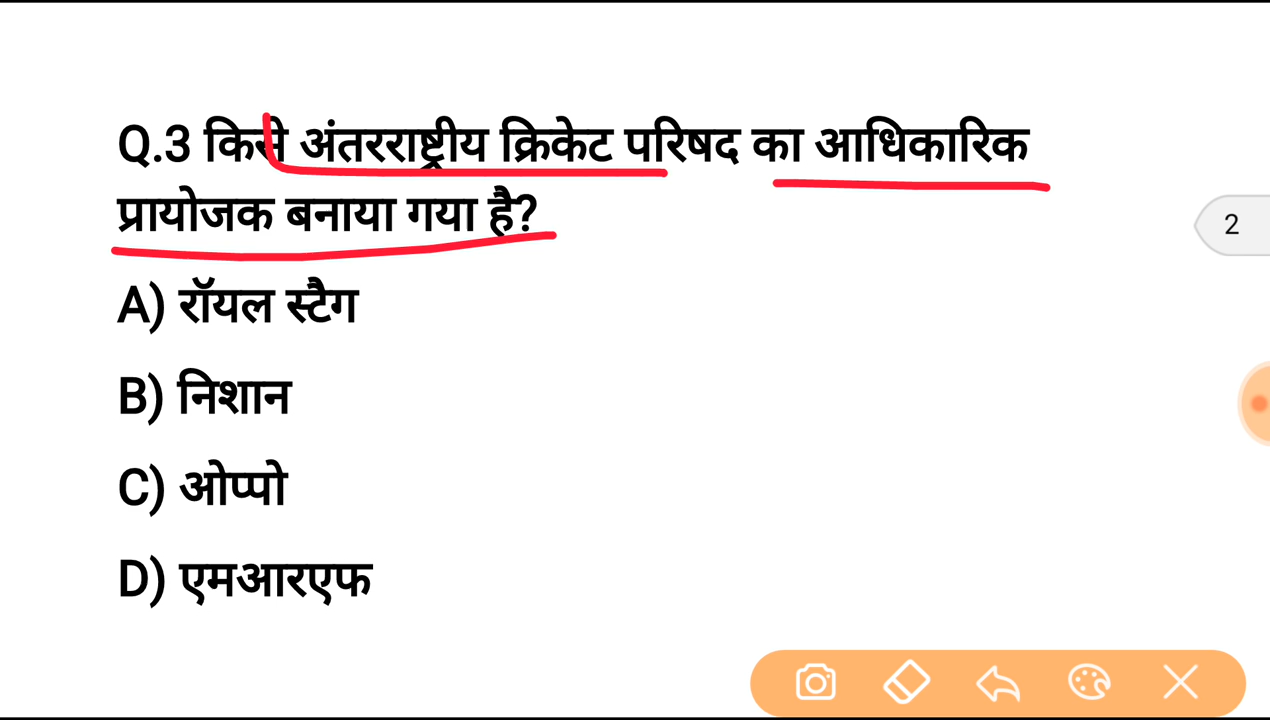 Q.3 किसे अंतरराष्ट्रीय क्रिकेट परिषद का आधिकारिक
प्रायोजक बनाया गया है?
2
A) रॉयल स्टैग
B) निशान
C) ओप्पो
D) एमआरएफ